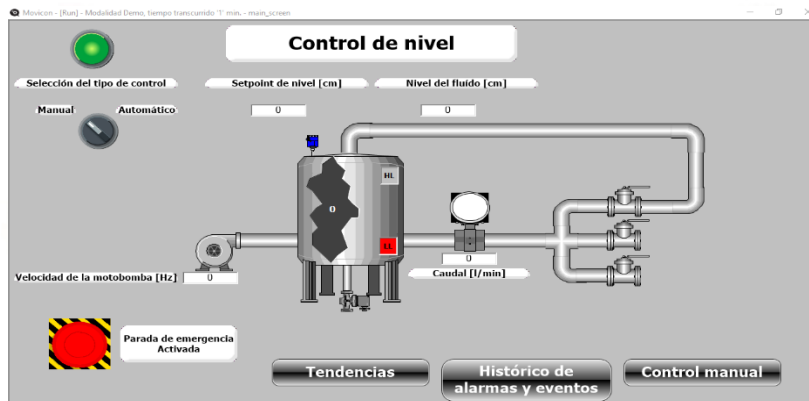 Movicon - [Run] - Modalidad Demo, tiempo transcurrido '1' min. - main_screen
Control de nivel
Selección del tipo de control
Setpoint de nivel [cm]
Nivel del fluído [cm]
Manual
Automático
0
0
HL
0
LL
0
Caudal [l/min]
Velocidad de la motobomba [Hz]
0
Parada de emergencia
Activada
Tendencias
Histórico de
alarmas y eventos
Control manual